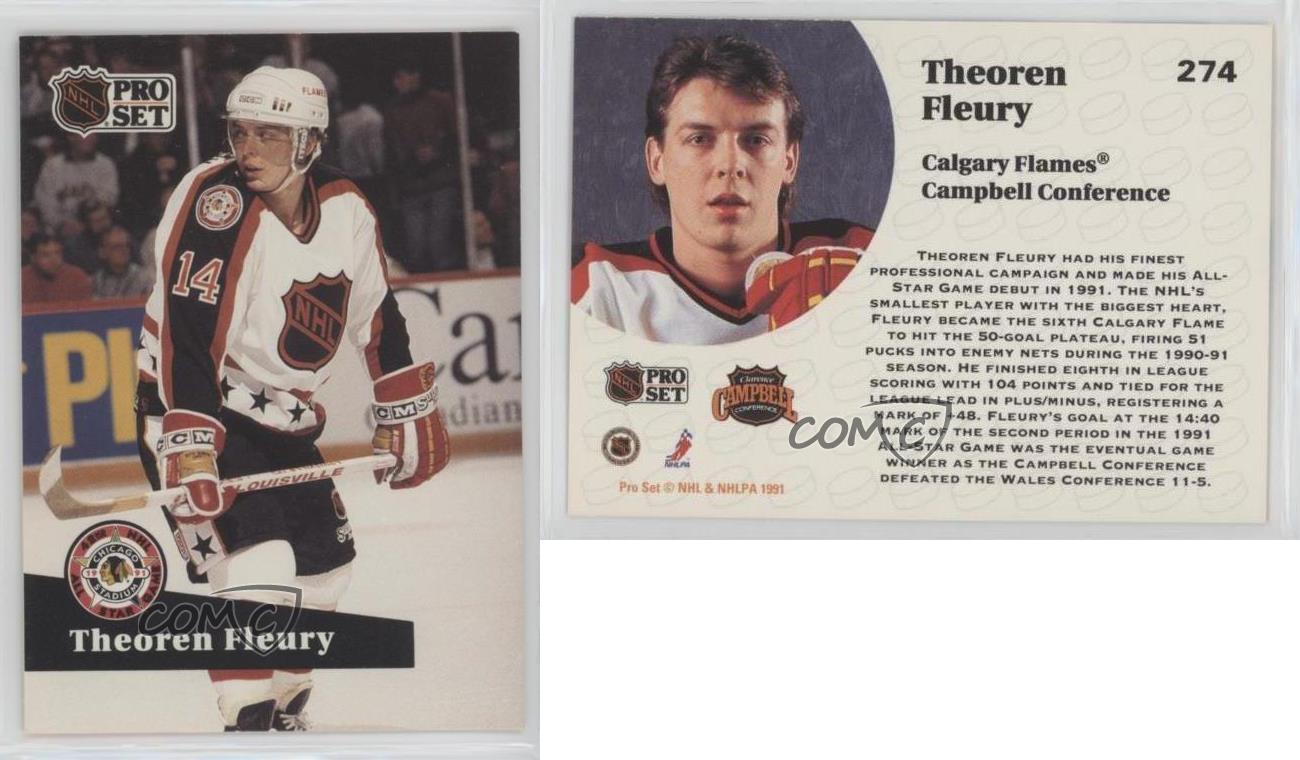 NHL
PRO
SET
FLAMES
14
NHL
CCM
CCM
LOUISVILLE
Canadian
42ND NHL
CHICAGO
1991
STADIUM
ALL STAR GAME
COMC
Theoren Fleury
Theoren
Fleury
274
Calgary Flames®
Campbell Conference
THEOREN FLEURY HAD HIS FINEST
PROFESSIONAL CAMPAIGN AND MADE HIS ALL-
STAR GAME DEBUT IN 1991. THE NHL'S
SMALLEST PLAYER WITH THE BIGGEST HEART,
FLEURY BECAME THE SIXTH CALGARY FLAME
TO HIT THE 50-GOAL PLATEAU, FIRING 51
PUCKS INTO ENEMY NETS DURING THE 1990-91
SEASON. HE FINISHED EIGHTH IN LEAGUE
SCORING WITH 104 POINTS AND TIED FOR THE
LEAGUE LEAD IN PLUS/MINUS, REGISTERING A
MARK OF +48. FLEURY'S GOAL AT THE 14:40
MARK OF THE SECOND PERIOD IN THE 1991
ALL-STAR GAME WAS THE EVENTUAL GAME
WINNER AS THE CAMPBELL CONFERENCE
DEFEATED THE WALES CONFERENCE 11-5.
NHL
PRO
SET
Clarence
CAMPBELL
CONFERENCE
COMC
NHLPA
Pro Set © NHL & NHLPA 1991